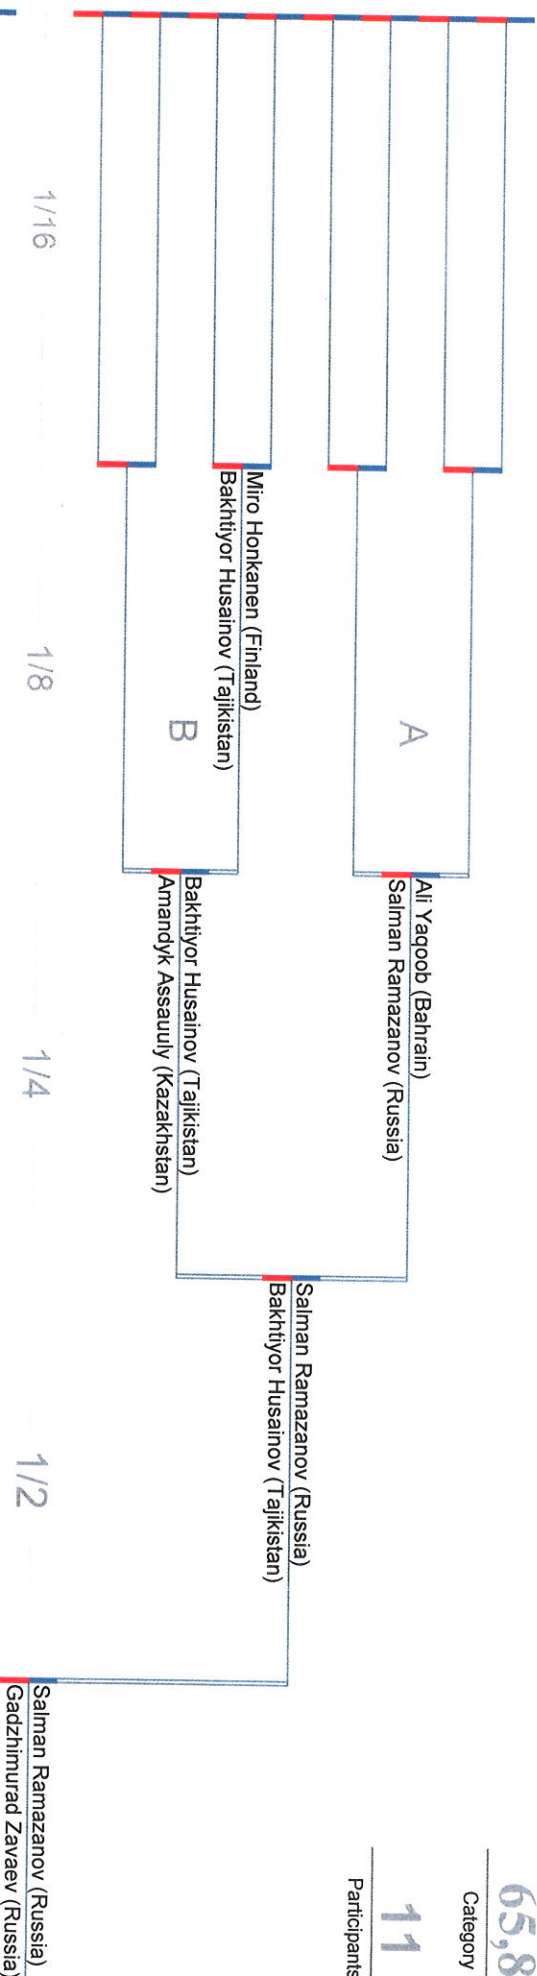 65,8
Category
11
Participants
A
Ali Yaqoob (Bahrain)
Salman Ramazanov (Russia)
Miro Honkanen (Finland)
Bakhtiyor Husainov (Tajikistan)
B
Bakhtiyor Husainov (Tajikistan)
Amandyk Assauuly (Kazakhstan)
Salman Ramazanov (Russia)
Bakhtiyor Husainov (Tajikistan)
Salman Ramazanov (Russia)
Gadzhimurad Zavaev (Russia)
1/16
1/8
1/4
1/2